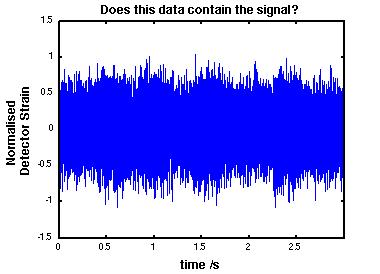 Does this data contain the signal?
1.5
1
0.5
0
-0.5
-1
-1.5
Normalised
Detector Strain
0 0.5 1 1.5 2 2.5
time /s